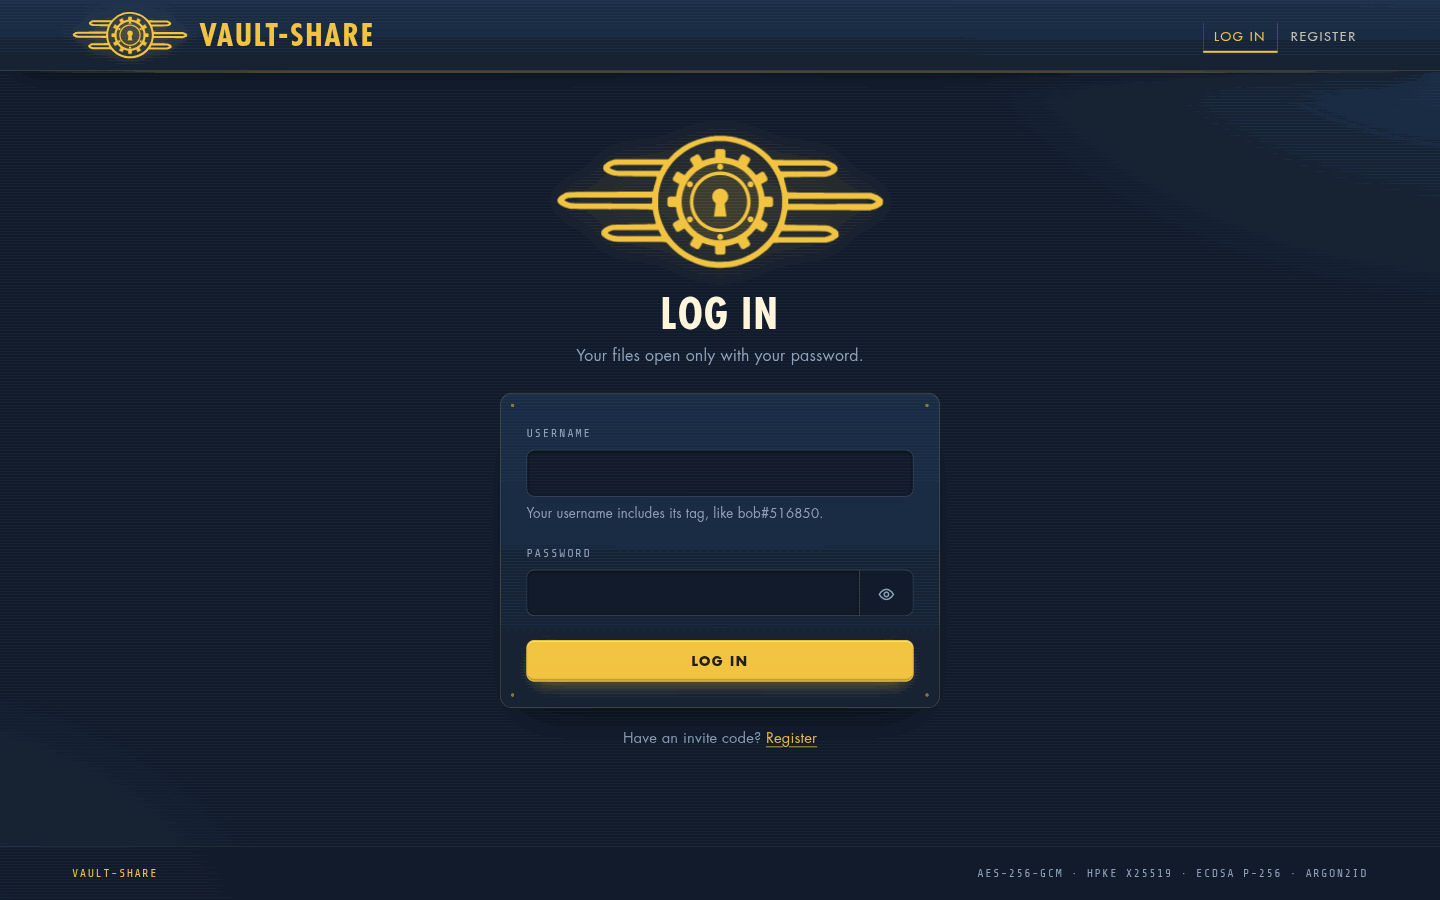 VAULT-SHARE
LOG IN
REGISTER
LOG IN
Your files open only with your password.
USERNAME
Your username includes its tag, like bob#516850.
PASSWORD
LOG IN
Have an invite code? Register
VAULT-SHARE
AES-256-GCM · HPKE X25519 · ECDSA P-256 · ARGON2ID